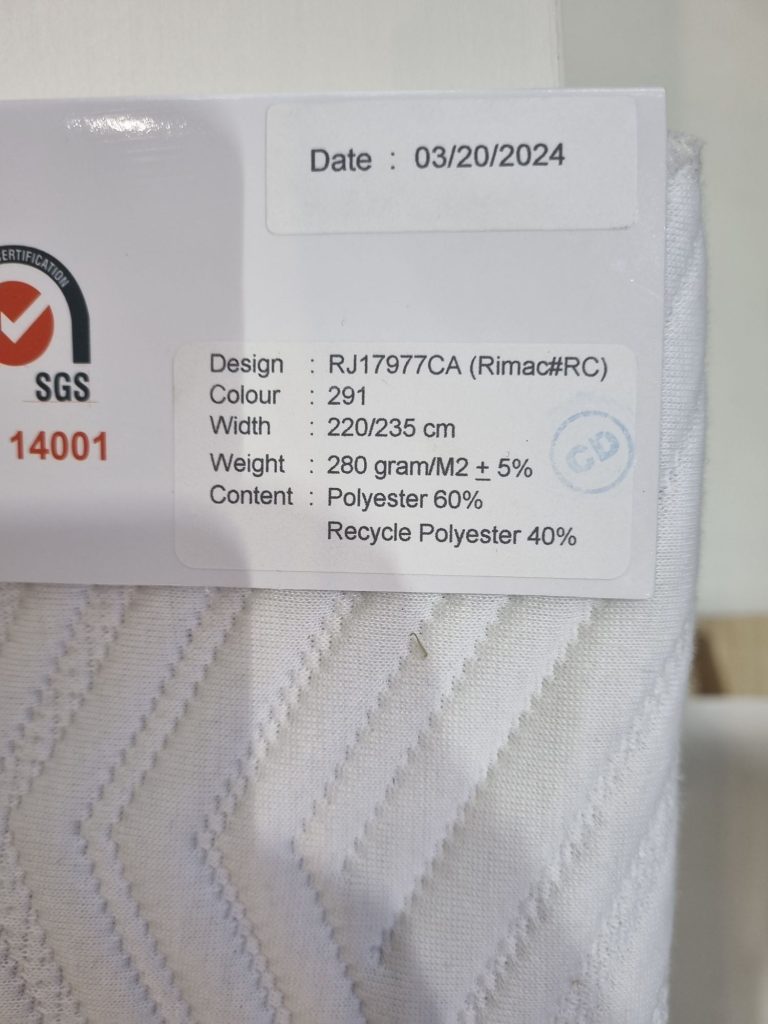 Date : 03/20/2024
CERTIFICATION
SGS
14001
Design : RJ17977CA (Rimac#RC)
Colour : 291
Width : 220/235 cm
Weight : 280 gram/M2 ± 5%
Content : Polyester 60%
Recycle Polyester 40%
CD